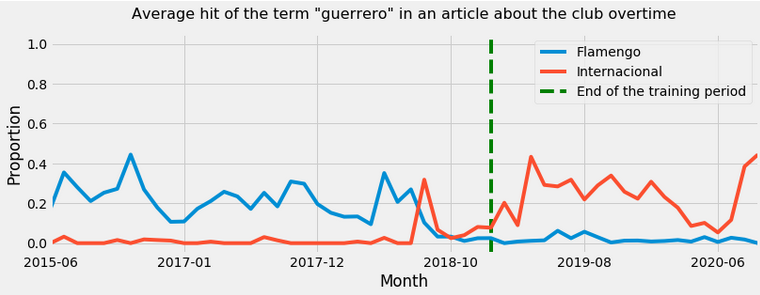 Average hit of the term "guerrero" in an article about the club overtime
Flamengo
Internacional
End of the training period
Proportion
1.0
0.8
0.6
0.4
0.2
0.0
2015-06 2017-01 2017-12 2018-10 2019-08 2020-06
Month